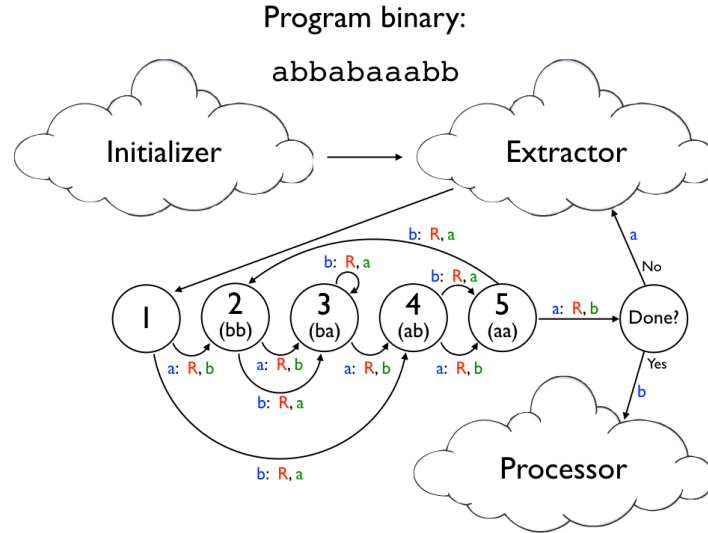 Program binary:
abbabaaabb
Initializer
Extractor
b: R, a
a
b: R, a
b: R, a
No
1
2
(bb)
3
(ba)
4
(ab)
5
(aa)
a: R, b
Done?
a: R, b
a: R, b
a: R, b
a: R, b
Yes
b: R, a
b
Processor
b: R, a